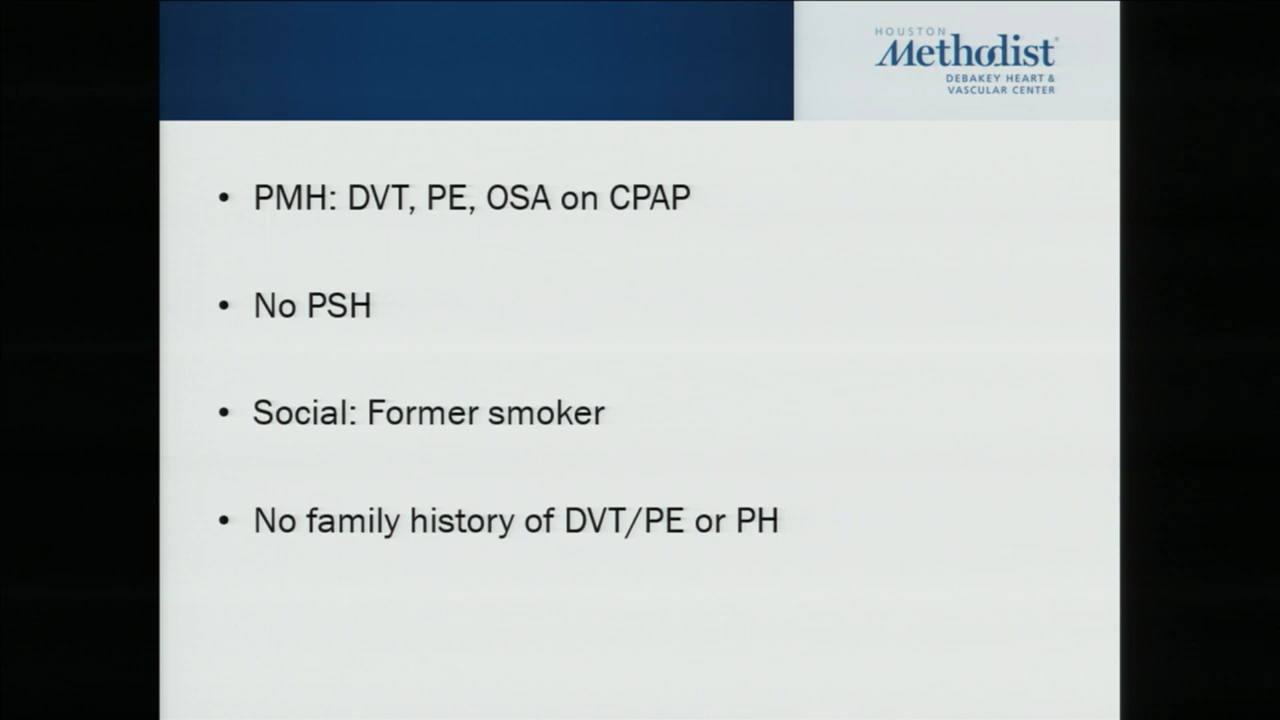 HOUSTON
Methodist
DEBAKEY HEART &
VASCULAR CENTER
• PMH: DVT, PE, OSA on CPAP
• No PSH
• Social: Former smoker
• No family history of DVT/PE or PH